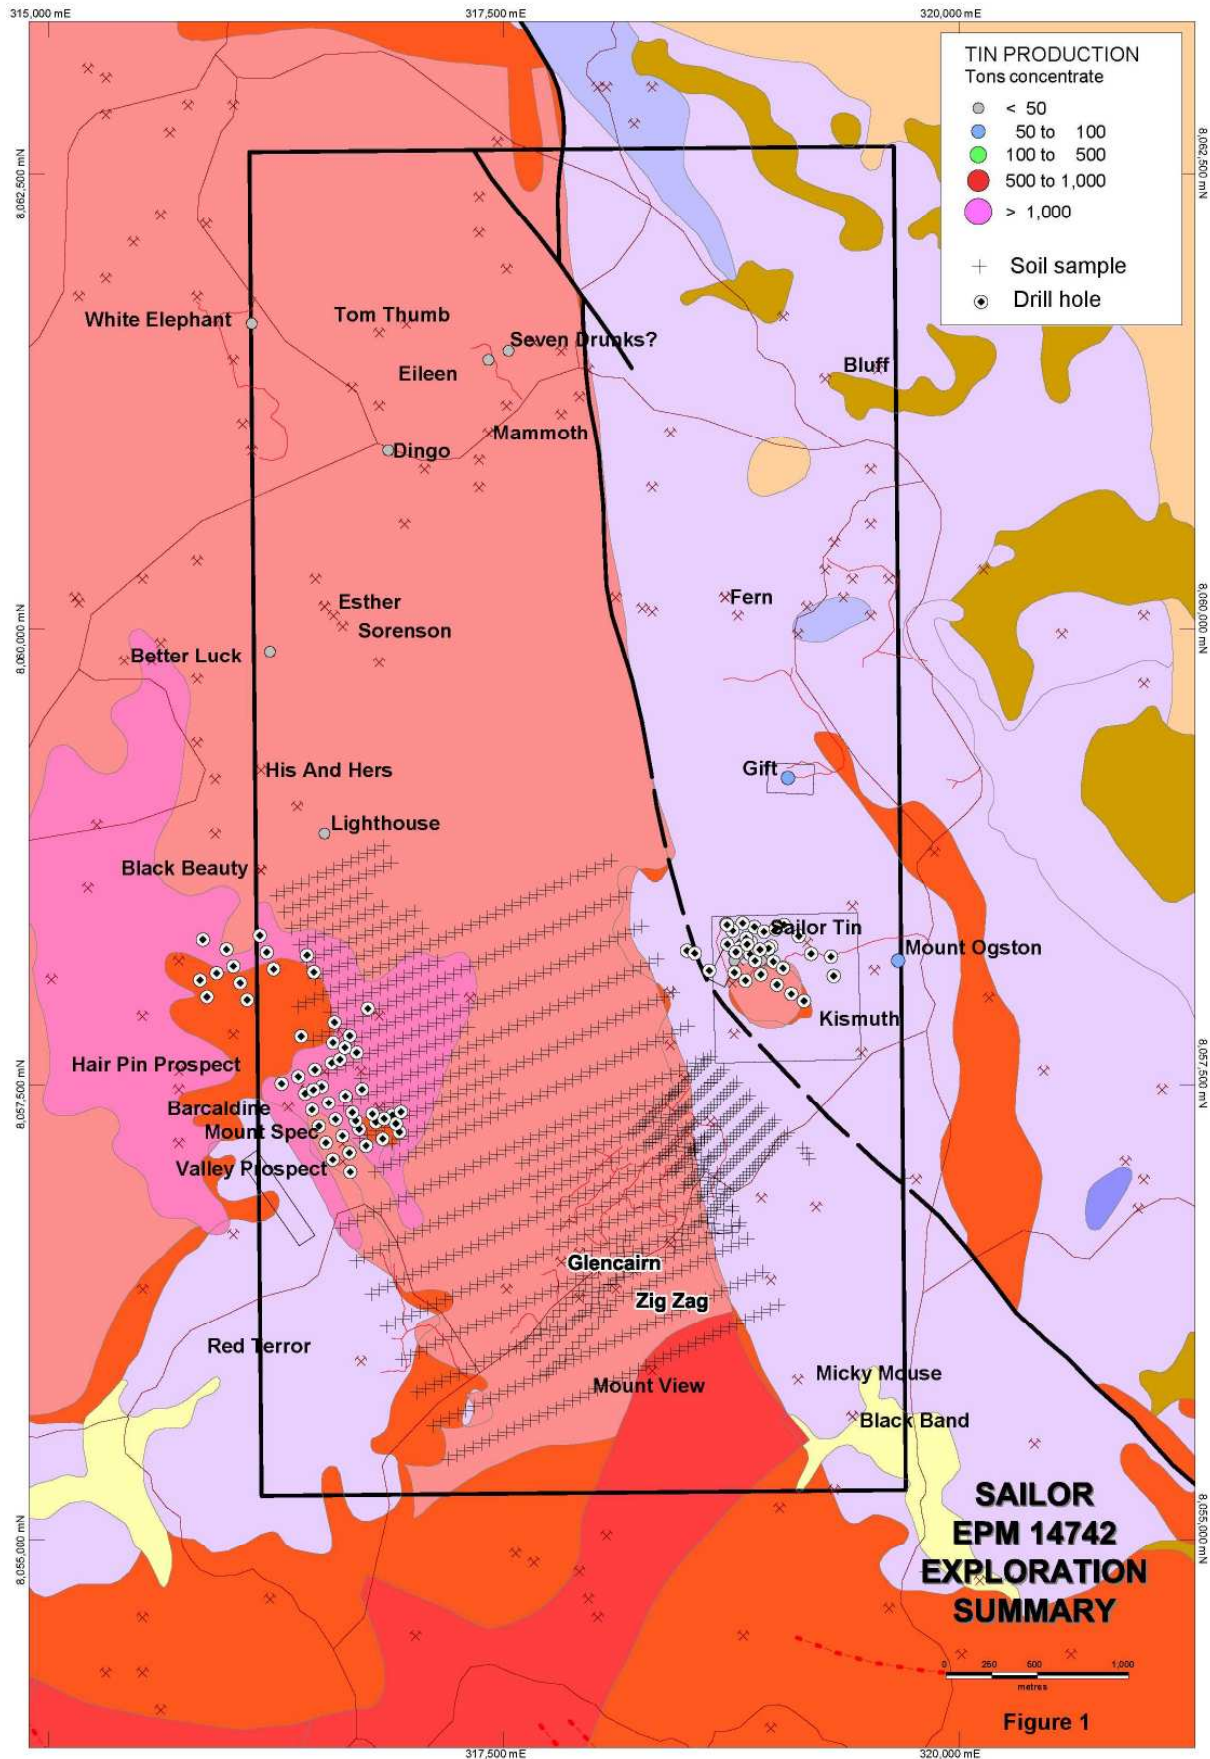 315,000 mE
317,500 mE
320,000 mE
TIN PRODUCTION
Tons concentrate
< 50
50 to 100
100 to 500
500 to 1,000
> 1,000
Soil sample
Drill hole
8,062,500 mN
8,062,500 mN
White Elephant
Tom Thumb
Seven Drunks?
Eileen
Bluff
Mammoth
Dingo
Esther
Fern
Sorenson
8,060,000 mN
8,060,000 mN
Better Luck
His And Hers
Gift
Lighthouse
Black Beauty
Sailor Tin
Mount Ogston
Kismuth
Hair Pin Prospect
8,057,500 mN
8,057,500 mN
Barcaldine
Mount Spec
Valley Prospect
Glencairn
Zig Zag
Red Terror
Mount View
Micky Mouse
Black Band
8,055,000 mN
8,055,000mN
SAILOR
EPM 14742
EXPLORATION
SUMMARY
0 250 500 1,000
metres
Figure 1
317,500 mE
320,000 mE